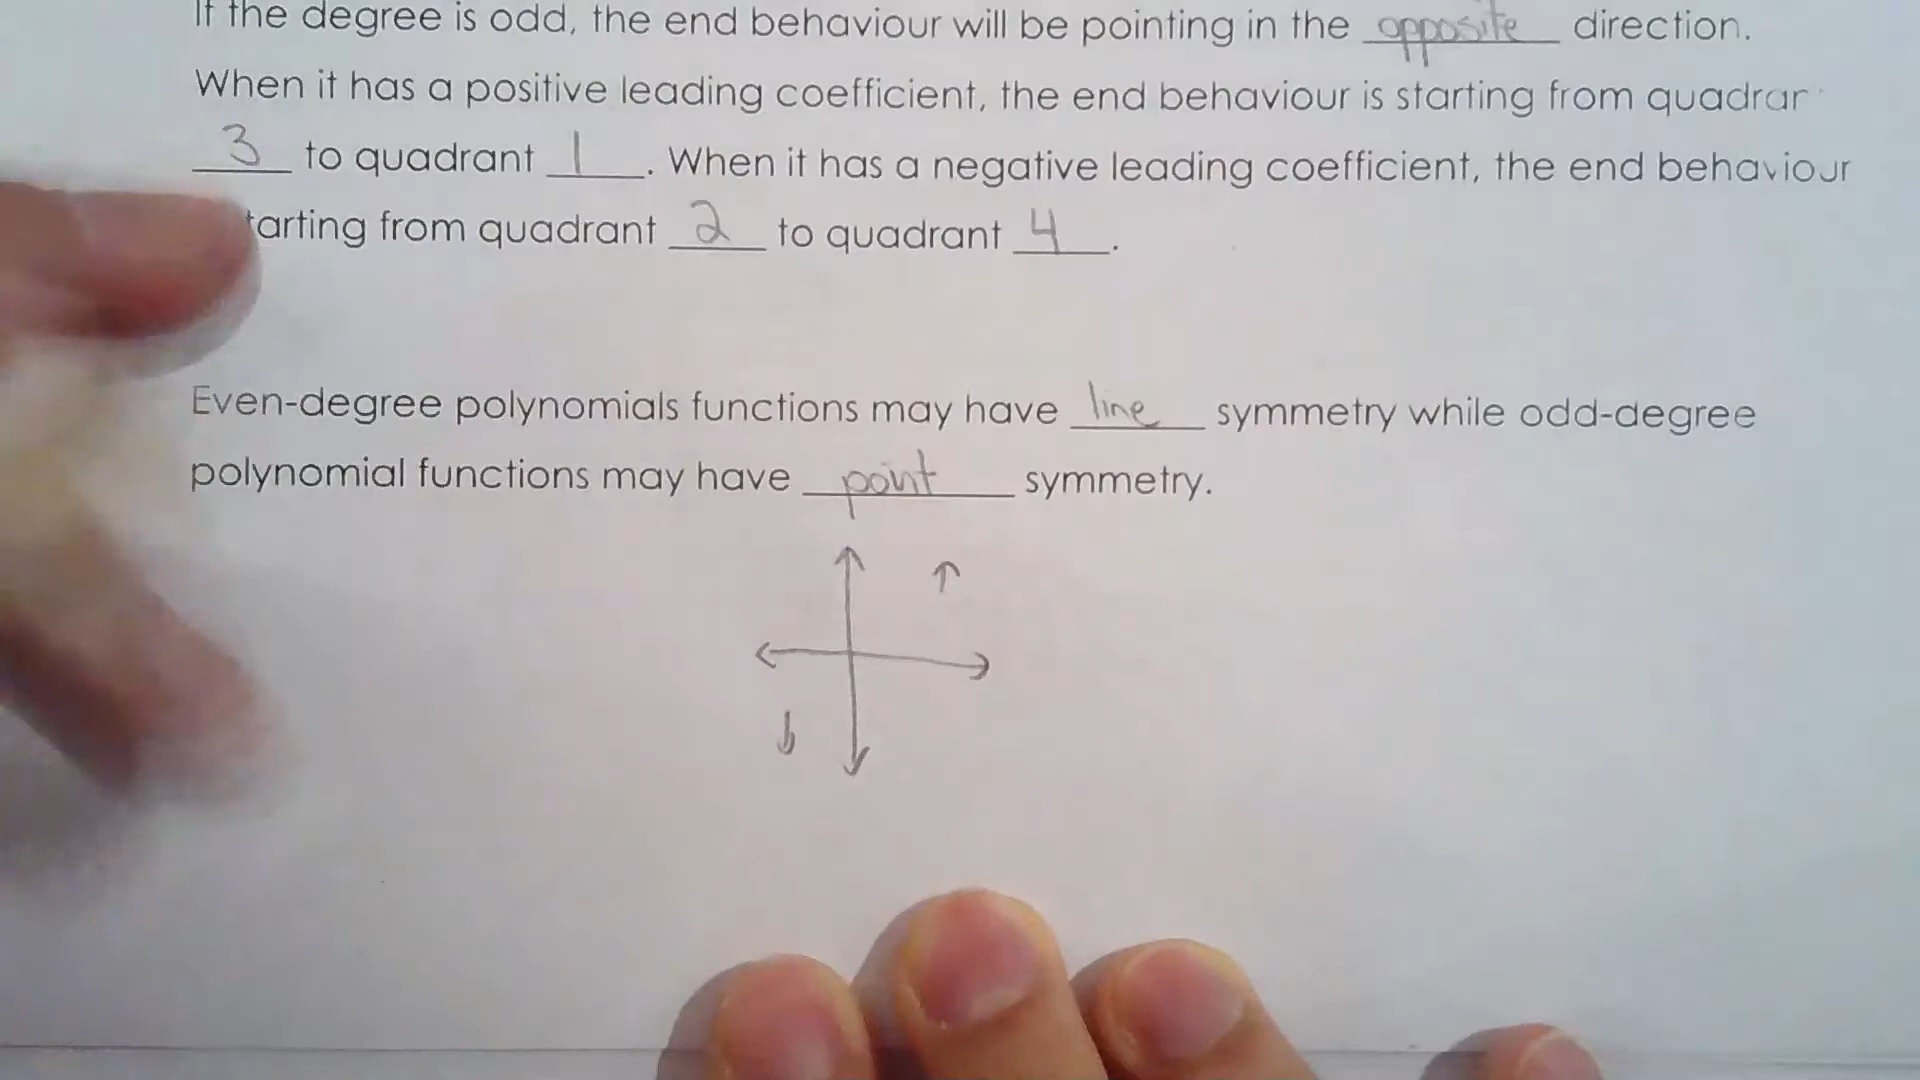 If the degree is odd, the end behaviour will be pointing in the opposite direction.
When it has a positive leading coefficient, the end behaviour is starting from
3 to quadrant 1. When it has a negative leading coefficient, the end behaviour
from quadrant 2 to quadrant 4.
Even-degree polynomials functions may have line symmetry while odd-degree
polynomial functions may have point symmetry.